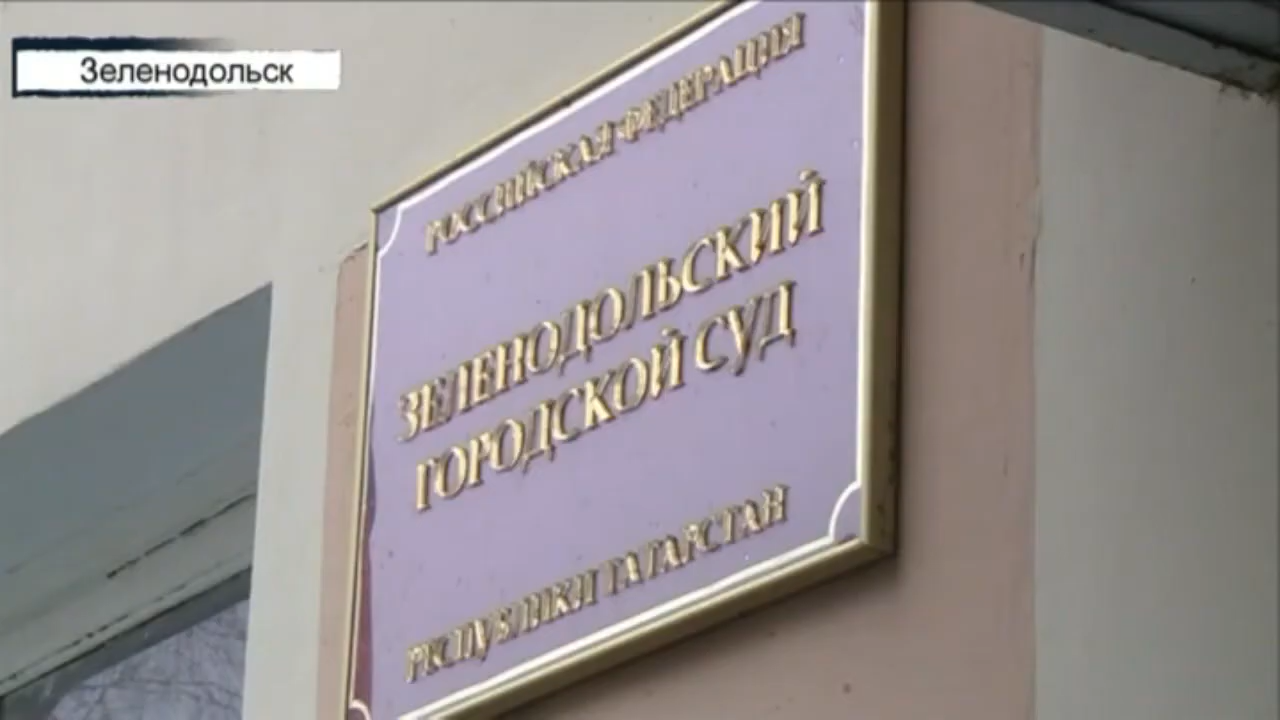 Зеленодольск
РОССИЙСКАЯ ФЕДЕРАЦИЯ
ЗЕЛЕНОДОЛЬСКИЙ
ГОРОДСКОЙ СУД
РЕСПУБЛИКИ ТАТАРСТАН